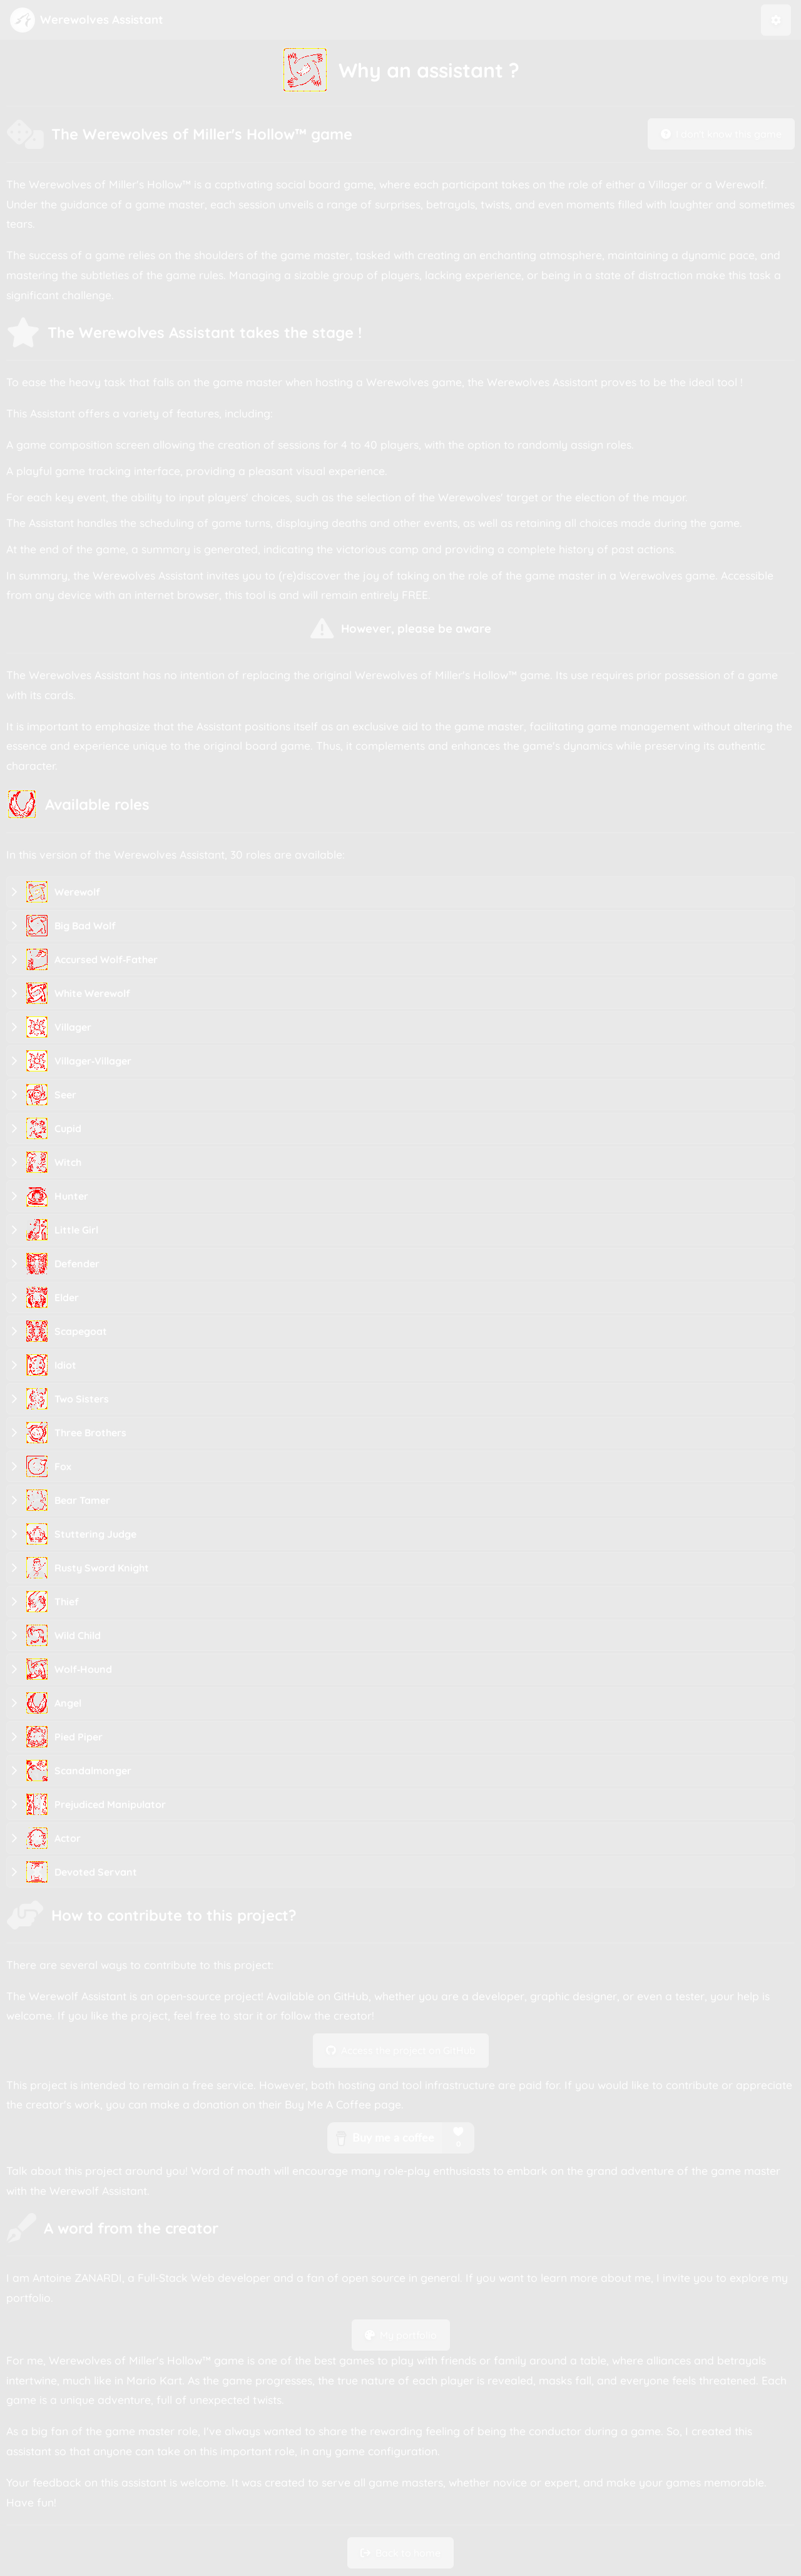 Werewolves Assistant
Why an assistant ?
The Werewolves of Miller's Hollow™ game
I don't know this game
The Werewolves of Miller's Hollow™ is a captivating social board game, where each participant takes on the role of either a Villager or a Werewolf.
Under the guidance of a game master, each session unveils a range of surprises, betrayals, twists, and even moments filled with laughter and sometimes
tears.
The success of a game relies on the shoulders of the game master, tasked with creating an enchanting atmosphere, maintaining a dynamic pace, and
mastering the subtleties of the game rules. Managing a sizable group of players, lacking experience, or being in a state of distraction make this task a
significant challenge.
The Werewolves Assistant takes the stage !
To ease the heavy task that falls on the game master when hosting a Werewolves game, the Werewolves Assistant proves to be the ideal tool !
This Assistant offers a variety of features, including:
A game composition screen allowing the creation of sessions for 4 to 40 players, with the option to randomly assign roles.
A playful game tracking interface, providing a pleasant visual experience.
For each key event, the ability to input players' choices, such as the selection of the Werewolves' target or the election of the mayor.
The Assistant handles the scheduling of game turns, displaying deaths and other events, as well as retaining all choices made during the game.
At the end of the game, a summary is generated, indicating the victorious camp and providing a complete history of past actions.
In summary, the Werewolves Assistant invites you to (re)discover the joy of taking on the role of the game master in a Werewolves game. Accessible
from any device with an internet browser, this tool is and will remain entirely FREE.
However, please be aware
The Werewolves Assistant has no intention of replacing the original Werewolves of Miller's Hollow™ game. Its use requires prior possession of a game
with its cards.
It is important to emphasize that the Assistant positions itself as an exclusive aid to the game master, facilitating game management without altering the
essence and experience unique to the original board game. Thus, it complements and enhances the game's dynamics while preserving its authentic
character.
Available roles
In this version of the Werewolves Assistant, 30 roles are available:
Werewolf
Big Bad Wolf
Accursed Wolf-Father
White Werewolf
Villager
Villager-Villager
Seer
Cupid
Witch
Hunter
Little Girl
Defender
Elder
Scapegoat
Idiot
Two Sisters
Three Brothers
Fox
Bear Tamer
Stuttering Judge
Rusty Sword Knight
Thief
Wild Child
Wolf-Hound
Angel
Pied Piper
Scandalmonger
Prejudiced Manipulator
Actor
Devoted Servant
How to contribute to this project?
There are several ways to contribute to this project:
The Werewolf Assistant is an open-source project! Available on GitHub, whether you are a developer, graphic designer, or even a tester, your help is
welcome. If you like the project, feel free to star it or follow the creator!
Access the project on GitHub
This project is intended to remain a free service. However, both hosting and tool infrastructure are paid for. If you would like to contribute or appreciate
the creator's work, you can make a donation on their Buy Me A Coffee page.
Buy me a coffee
Talk about this project around you! Word of mouth will encourage many role-play enthusiasts to embark on the grand adventure of the game master
with the Werewolf Assistant.
A word from the creator
I am Antoine ZANARDI, a Full-Stack Web developer and a fan of open source in general. If you want to learn more about me, I invite you to explore my
portfolio.
My portfolio
For me, Werewolves of Miller's Hollow™ game is one of the best games to play with friends or family around a table, where alliances and betrayals
intertwine, much like in Mario Kart. As the game progresses, the true nature of each player is revealed, masks fall, and everyone feels threatened. Each
game is a unique adventure, full of unexpected twists.
As a big fan of the game master role, I've always wanted to share the rewarding feeling of being the conductor during a game. So, I created this
assistant so that anyone can take on this important role, in any game configuration.
Your feedback on this assistant is welcome. It was created to serve all game masters, whether novice or expert, and make your games memorable.
Have fun!
Back to home